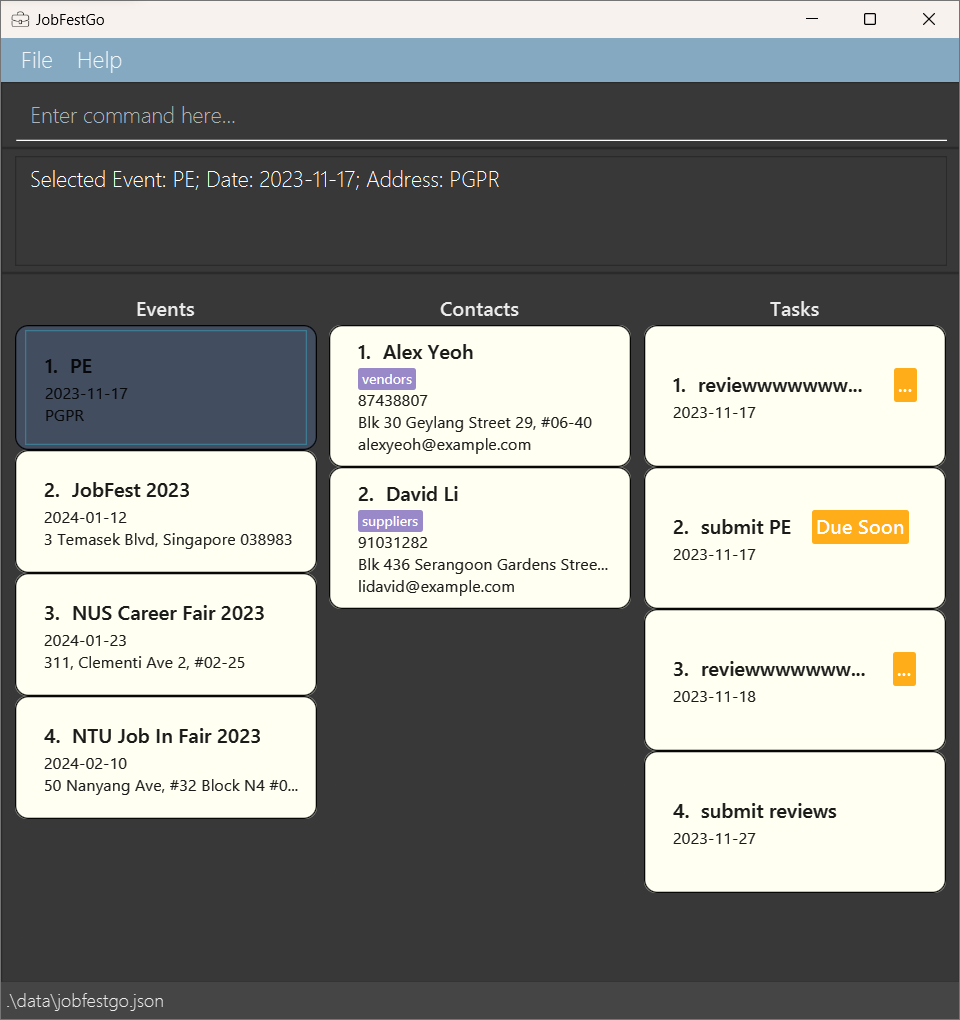 JobFestGo
File Help
Enter command here...
Selected Event: PE; Date: 2023-11-17; Address: PGPR
Events
1. PE
2023-11-17
PGPR
2. JobFest 2023
2024-01-12
3 Temasek Blvd, Singapore 038983
3. NUS Career Fair 2023
2024-01-23
311, Clementi Ave 2, #02-25
4. NTU Job In Fair 2023
2024-02-10
50 Nanyang Ave, #32 Block N4 #0...
Contacts
1. Alex Yeoh
vendors
87438807
Blk 30 Geylang Street 29, #06-40
alexyeoh@example.com
2. David Li
suppliers
91031282
Blk 436 Serangoon Gardens Stree...
lidavid@example.com
Tasks
1. reviewwwwwww... ...
2023-11-17
2. submit PE Due Soon
2023-11-17
3. reviewwwwwww... ...
2023-11-18
4. submit reviews
2023-11-27
.\data\jobfestgo.json